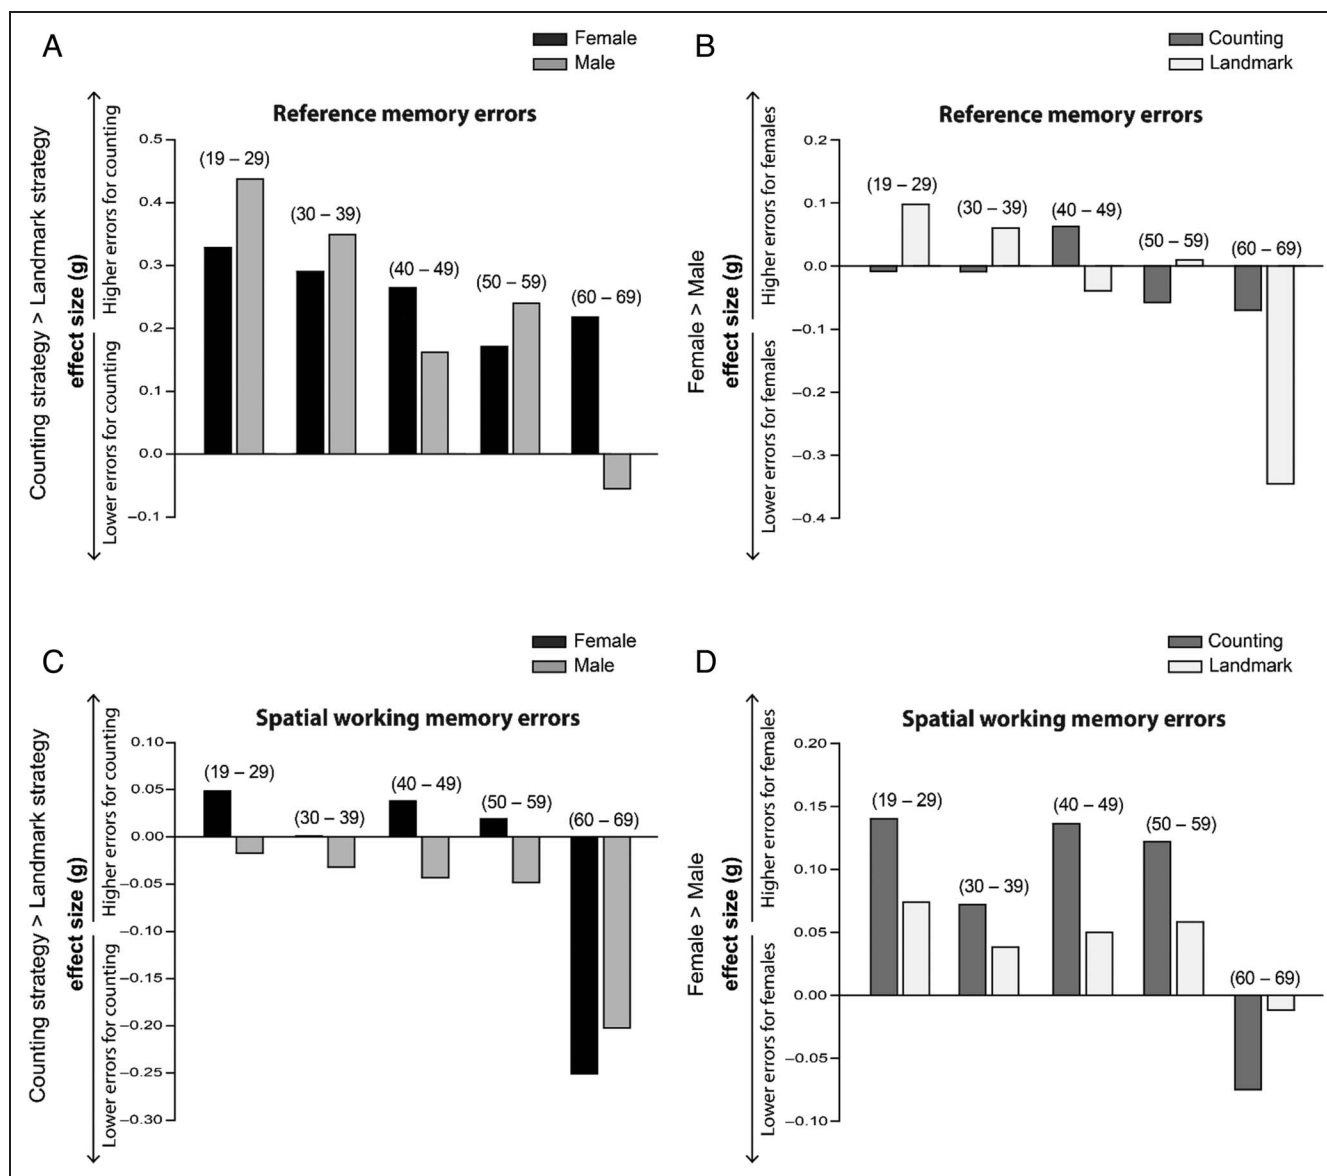 A
Female
Male
Reference memory errors
Counting strategy > Landmark strategy
effect size (g)
Higher errors for counting
Lower errors for counting
0.5
0.4
0.3
0.2
0.1
0.0
−0.1
(19 – 29)
(30 – 39)
(40 – 49)
(50 – 59)
(60 – 69)
B
Counting
Landmark
Reference memory errors
Female > Male
effect size (g)
Higher errors for females
Lower errors for females
0.2
0.1
0.0
−0.1
−0.2
−0.3
−0.4
(19 – 29)
(30 – 39)
(40 – 49)
(50 – 59)
(60 – 69)
C
Female
Male
Spatial working memory errors
Counting strategy > Landmark strategy
effect size (g)
Higher errors for counting
Lower errors for counting
0.10
0.05
0.00
−0.05
−0.10
−0.15
−0.20
−0.25
−0.30
(19 – 29)
(30 – 39)
(40 – 49)
(50 – 59)
(60 – 69)
D
Counting
Landmark
Spatial working memory errors
Female > Male
effect size (g)
Higher errors for females
Lower errors for females
0.20
0.15
0.10
0.05
0.00
−0.05
−0.10
(19 – 29)
(30 – 39)
(40 – 49)
(50 – 59)
(60 – 69)